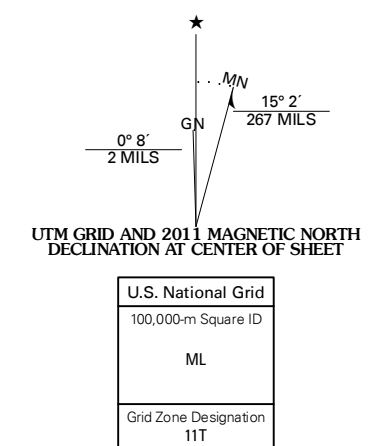 ★
MN
15° 2´
267 MILS
GN
0° 8´
2 MILS
UTM GRID AND 2011 MAGNETIC NORTH
DECLINATION AT CENTER OF SHEET
U.S. National Grid
100,000-m Square ID
ML
Grid Zone Designation
11T